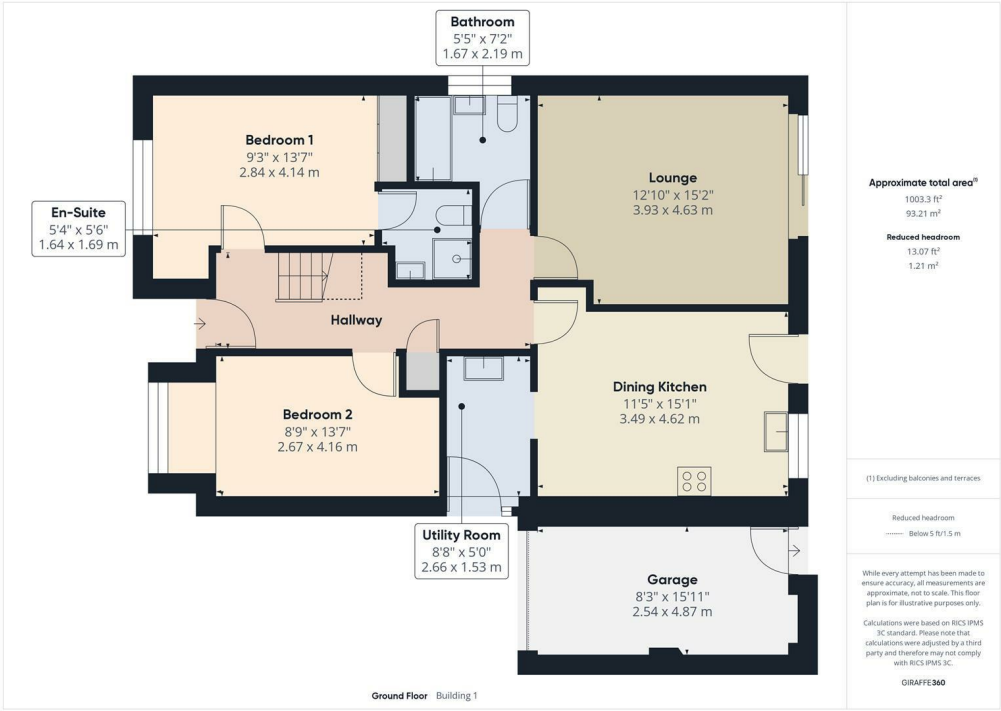 Bathroom
5'5" x 7'2"
1.67 x 2.19 m
Bedroom 1
9'3" x 13'7"
2.84 x 4.14 m
Lounge
12'10" x 15'2"
3.93 x 4.63 m
En-Suite
5'4" x 5'6"
1.64 x 1.69 m
Hallway
Dining Kitchen
11'5" x 15'1"
3.49 x 4.62 m
Bedroom 2
8'9" x 13'7"
2.67 x 4.16 m
Utility Room
8'8" x 5'0"
2.66 x 1.53 m
Garage
8'3" x 15'11"
2.54 x 4.87 m
Ground Floor Building 1
Approximate total area(1)
1003.3 ft²
93.21 m²
Reduced headroom
13.07 ft²
1.21 m²
(1) Excluding balconies and terraces
Reduced headroom
Below 5 ft/1.5 m
While every attempt has been made to
ensure accuracy, all measurements are
approximate, not to scale. This floor
plan is for illustrative purposes only.
Calculations were based on RICS IPMS
3C standard. Please note that
calculations were adjusted by a third
party and therefore may not comply
with RICS IPMS 3C.
GIRAFFE360